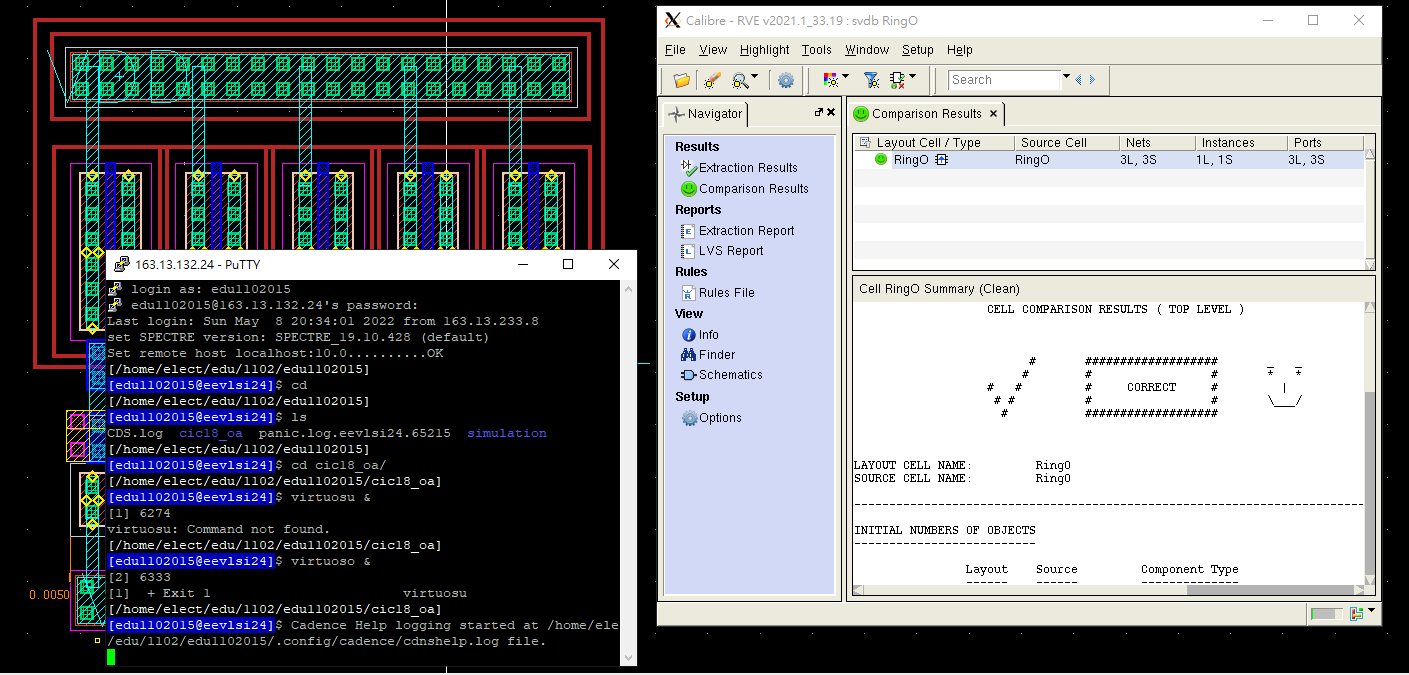 0.0050
163.13.132.24 - PuTTY
login as: edu1102015
edu1102015@163.13.132.24's password:
Last login: Sun May  8 20:34:01 2022 from 163.13.233.8
set SPECTRE version: SPECTRE_19.10.428 (default)
Set remote host localhost:10.0..........OK
[/home/elect/edu/1102/edu1102015]
[edu1102015@eevlsi24]$ cd
[/home/elect/edu/1102/edu1102015]
[edu1102015@eevlsi24]$ ls
CDS.log  cic18_oa  panic.log.eevlsi24.65215  simulation
[/home/elect/edu/1102/edu1102015]
[edu1102015@eevlsi24]$ cd cic18_oa/
[/home/elect/edu/1102/edu1102015/cic18_oa]
[edu1102015@eevlsi24]$ virtuosu &
[1] 6274
virtuosu: Command not found.
[/home/elect/edu/1102/edu1102015/cic18_oa]
[edu1102015@eevlsi24]$ virtuoso &
[2] 6333
[1]  + Exit 1                        virtuosu
[/home/elect/edu/1102/edu1102015/cic18_oa]
[edu1102015@eevlsi24]$ Cadence Help logging started at /home/ele
/edu/1102/edu1102015/.config/cadence/cdnshelp.log file.
Calibre - RVE v2021.1_33.19 : svdb RingO
File View Highlight Tools Window Setup Help
Search
Navigator
Results
Extraction Results
Comparison Results
Reports
Extraction Report
LVS Report
Rules
Rules File
View
Info
Finder
Schematics
Setup
Options
Comparison Results
Layout Cell / Type Source Cell Nets Instances Ports
RingO RingO 3L, 3S 1L, 1S 3L, 3S
Cell RingO Summary (Clean)
CELL COMPARISON RESULTS ( TOP LEVEL )
CORRECT
LAYOUT CELL NAME: RingO
SOURCE CELL NAME: RingO
INITIAL NUMBERS OF OBJECTS
Layout Source Component Type